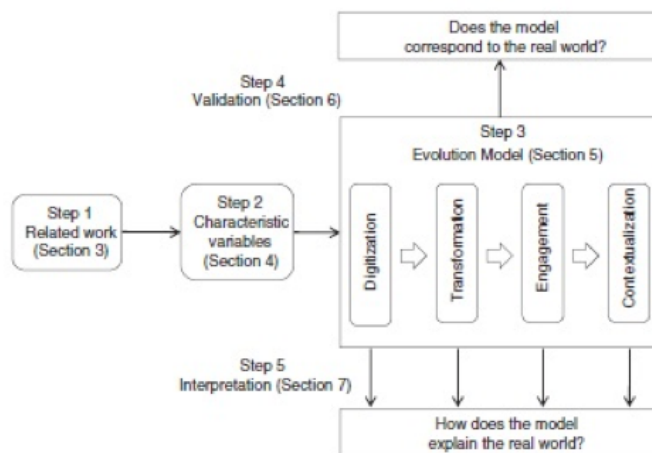 Does the model
correspond to the real world?
Step 4
Validation (Section 6)
Step 3
Evolution Model (Section 5)
Step 1
Related work
(Section 3)
Step 2
Characteristic
variables
(Section 4)
Digitization
Transformation
Engagement
Contextualization
Step 5
Interpretation (Section 7)
How does the model
explain the real world?